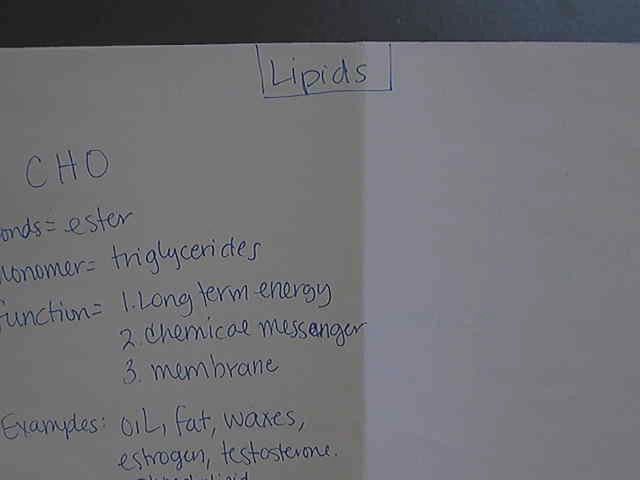 Lipids
CHO
onds= ester
onomer= triglycerides
unction= 1. Long term energy
2. Chemical messanger
3. membrane
Examples: OiL, fat, waxes,
estrogen, testosterone.